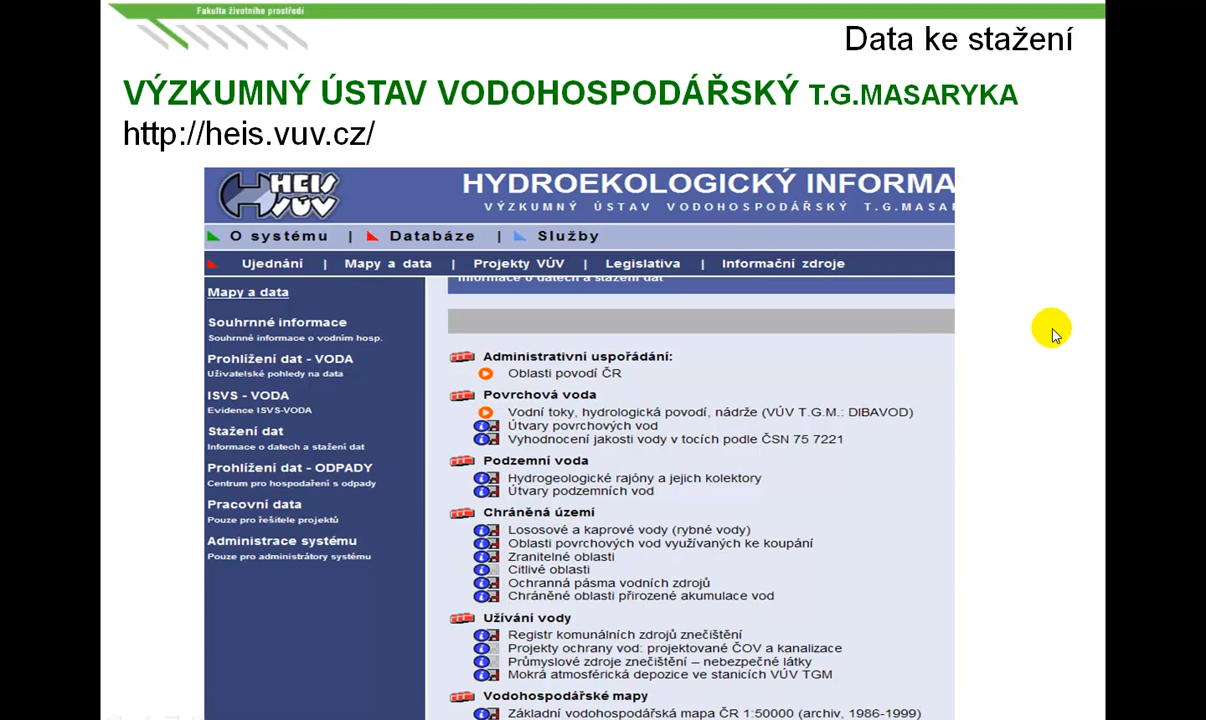 Fakulta životního prostředí
Data ke stažení
VÝZKUMNÝ ÚSTAV VODOHOSPODÁŘSKÝ T.G.MASARYKA
http://heis.vuv.cz/
HEIS
VÚV
HYDROEKOLOGICKÝ INFORMA
VÝZKUMNÝ ÚSTAV VODOHOSPODÁŘSKÝ T.G.MASAR
O systému | Databáze | Služby
Ujednání | Mapy a data | Projekty VÚV | Legislativa | Informační zdroje
Mapy a data
Souhrnné informace
Souhrnné informace o vodním hosp.
Prohlížení dat - VODA
Uživatelské pohledy na data
ISVS - VODA
Evidence ISVS-VODA
Stažení dat
Informace o datech a stažení dat
Prohlížení dat - ODPADY
Centrum pro hospodaření s odpady
Pracovní data
Pouze pro řešitele projektů
Administrace systému
Pouze pro administrátory systému
Informace o datech a stažení dat
Administrativní uspořádání:
Oblasti povodí ČR
Povrchová voda
Vodní toky, hydrologická povodí, nádrže (VÚV T.G.M.: DIBAVOD)
Útvary povrchových vod
Vyhodnocení jakosti vody v tocích podle ČSN 75 7221
Podzemní voda
Hydrogeologické rajóny a jejich kolektory
Útvary podzemních vod
Chráněná území
Lososové a kaprové vody (rybné vody)
Oblasti povrchových vod využívaných ke koupání
Zranitelné oblasti
Citlivé oblasti
Ochranná pásma vodních zdrojů
Chráněné oblasti přirozené akumulace vod
Užívání vody
Registr komunálních zdrojů znečištění
Projekty ochrany vod: projektované ČOV a kanalizace
Průmyslové zdroje znečištění – nebezpečné látky
Mokrá atmosférická depozice ve stanicích VÚV TGM
Vodohospodářské mapy
Základní vodohospodářská mapa ČR 1:50000 (archiv, 1986-1999)